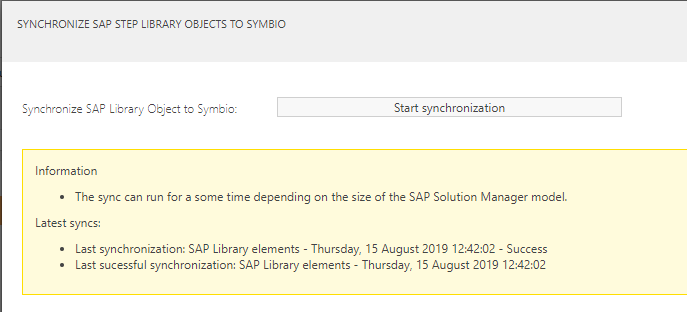 SYNCHRONIZE SAP STEP LIBRARY OBJECTS TO SYMBIO
Synchronize SAP Library Object to Symbio: Start synchronization
Information
• The sync can run for a some time depending on the size of the SAP Solution Manager model.
Latest syncs:
• Last synchronization: SAP Library elements - Thursday, 15 August 2019 12:42:02 - Success
• Last sucessful synchronization: SAP Library elements - Thursday, 15 August 2019 12:42:02